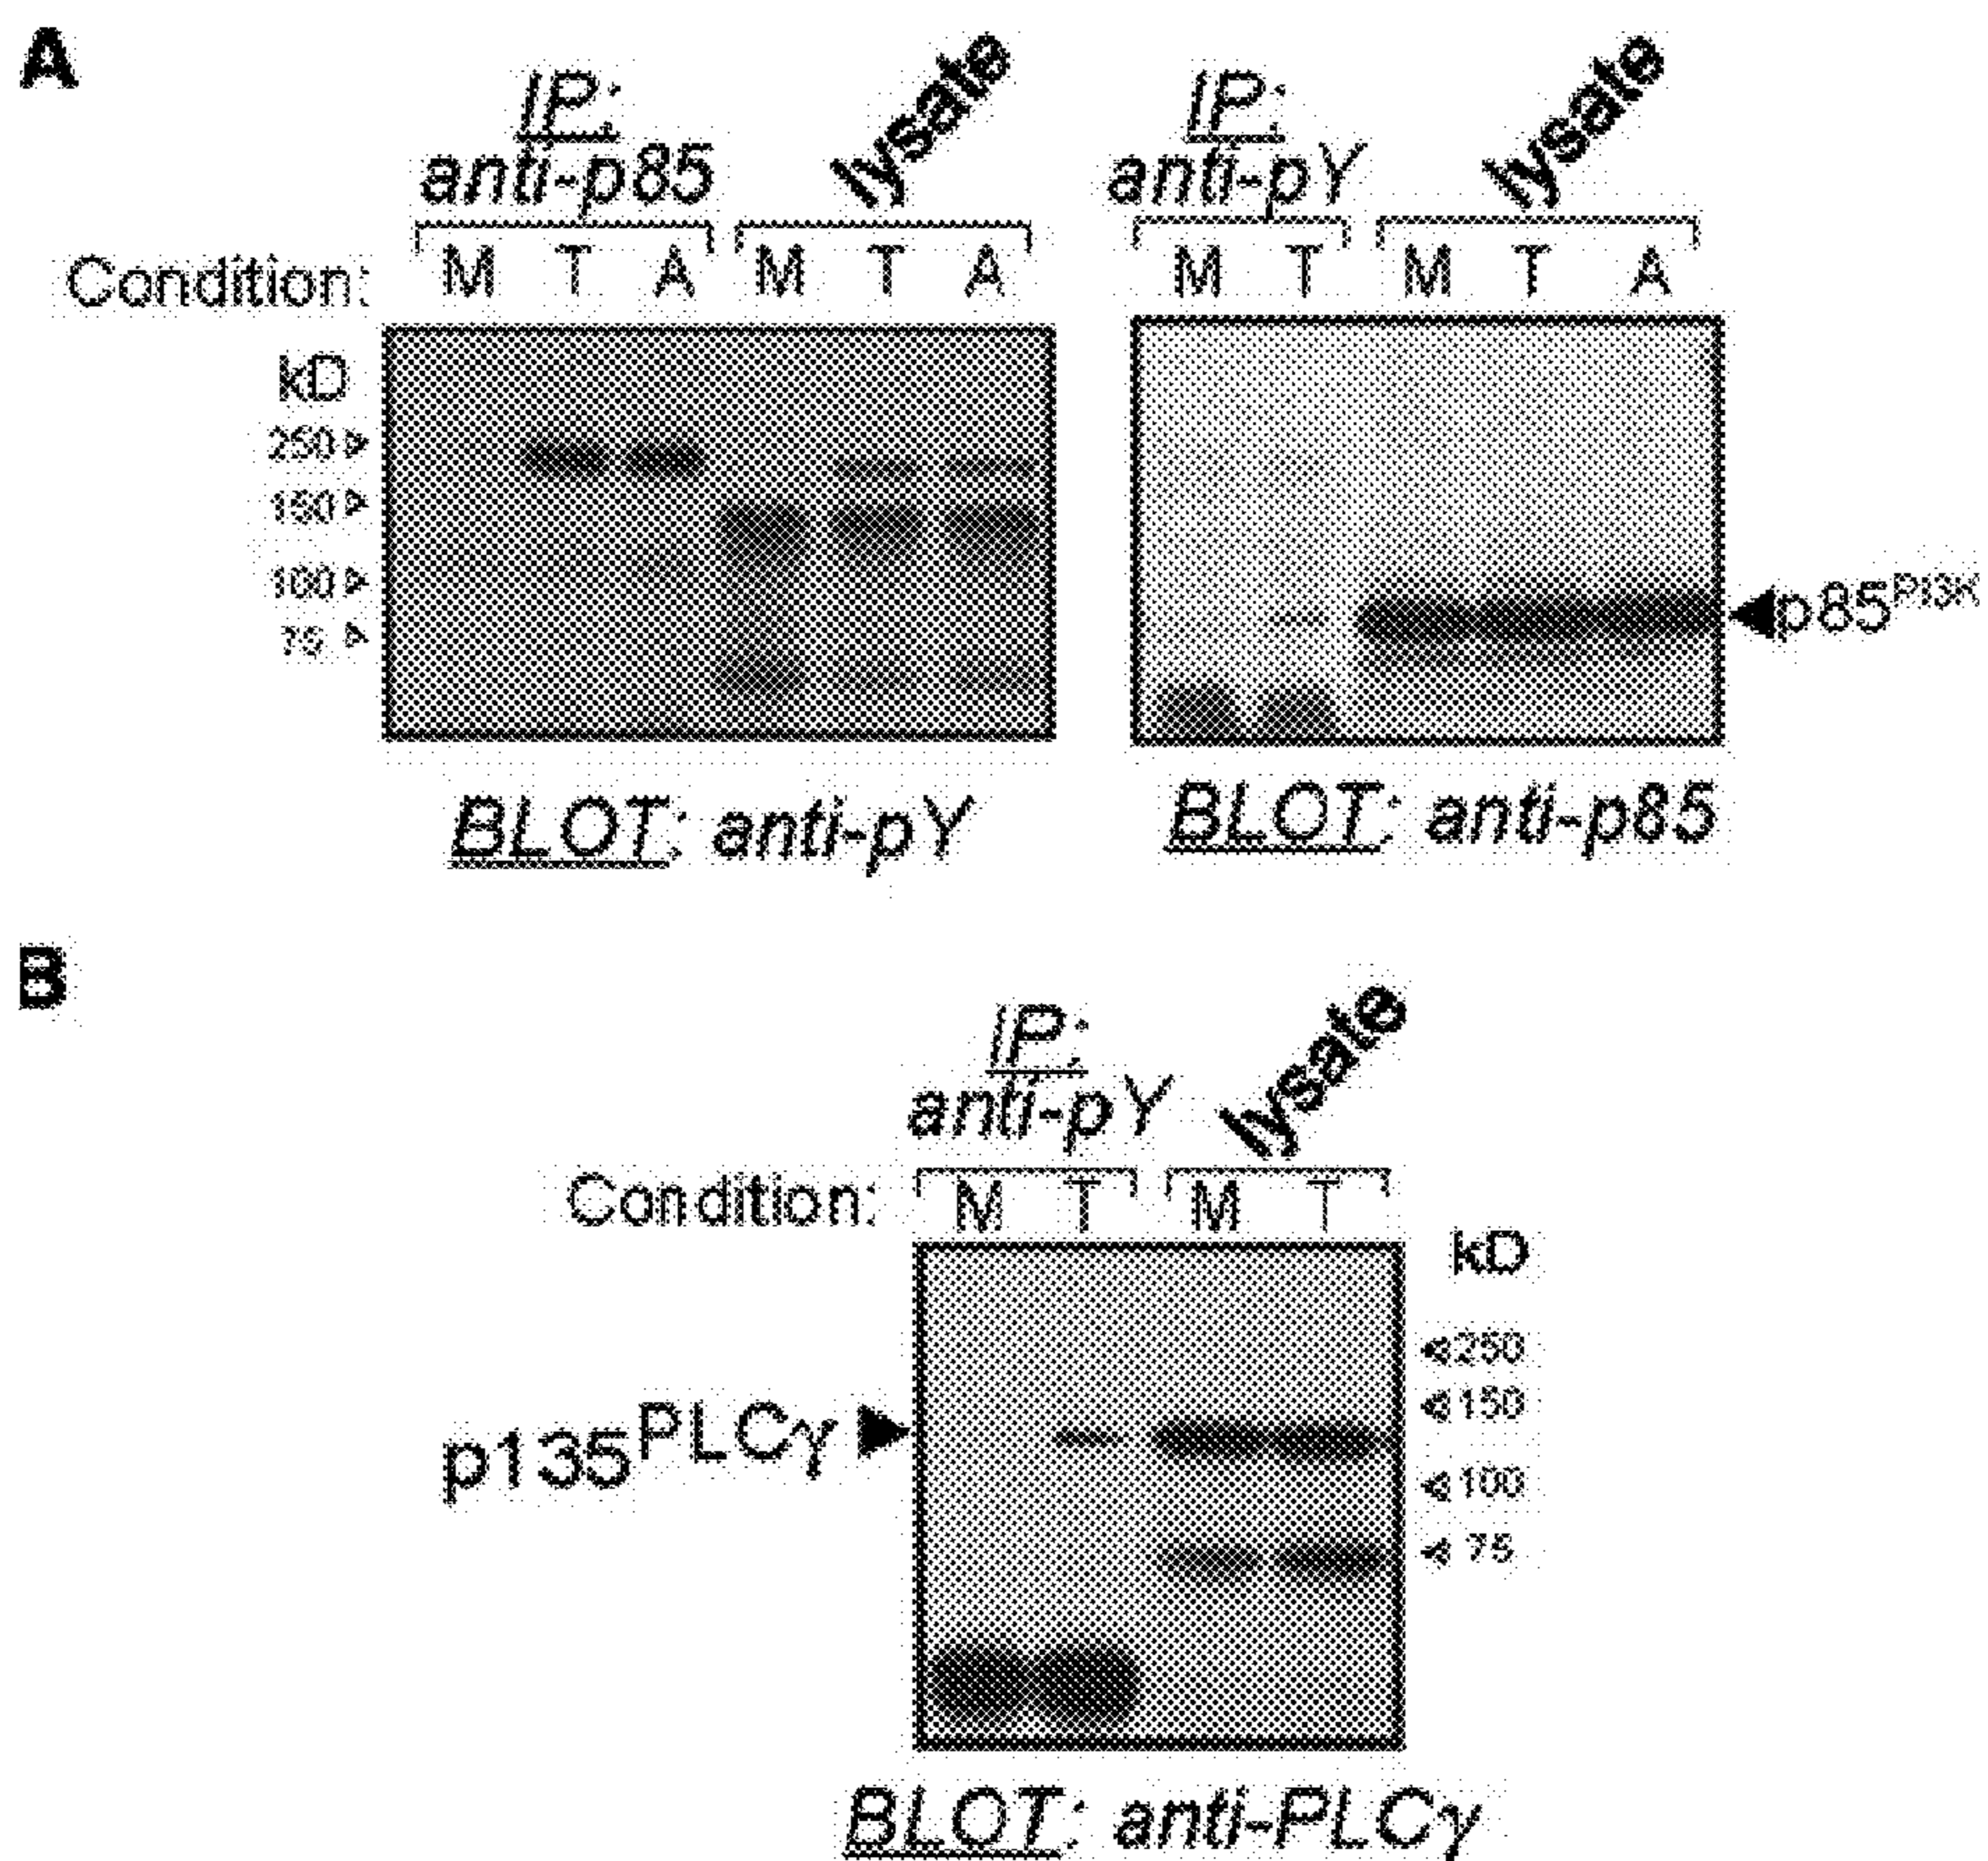 A
IP:
anti-p85
lysate
IP:
anti-pY
lysate
Condition: M T A M T A M T M T A
kD
250
150
100
75
p85PI3K
BLOT: anti-pY
BLOT: anti-p85
B
IP:
anti-pY
lysate
Condition: M T M T
kD
250
150
100
75
p135PLCγ
BLOT: anti-PLCγ